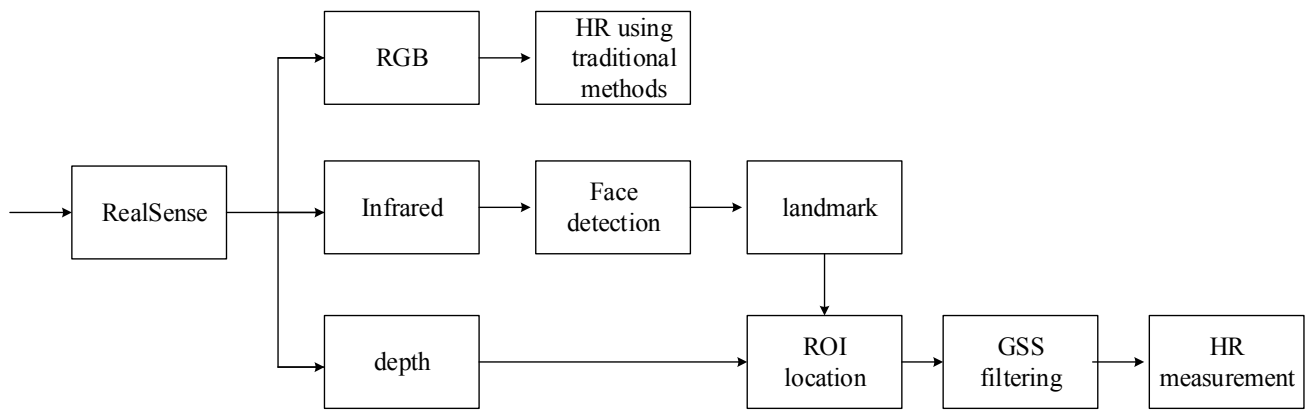 RGB
HR using
traditional
methods
RealSense
Infrared
Face
detection
landmark
depth
ROI
location
GSS
filtering
HR
measurement